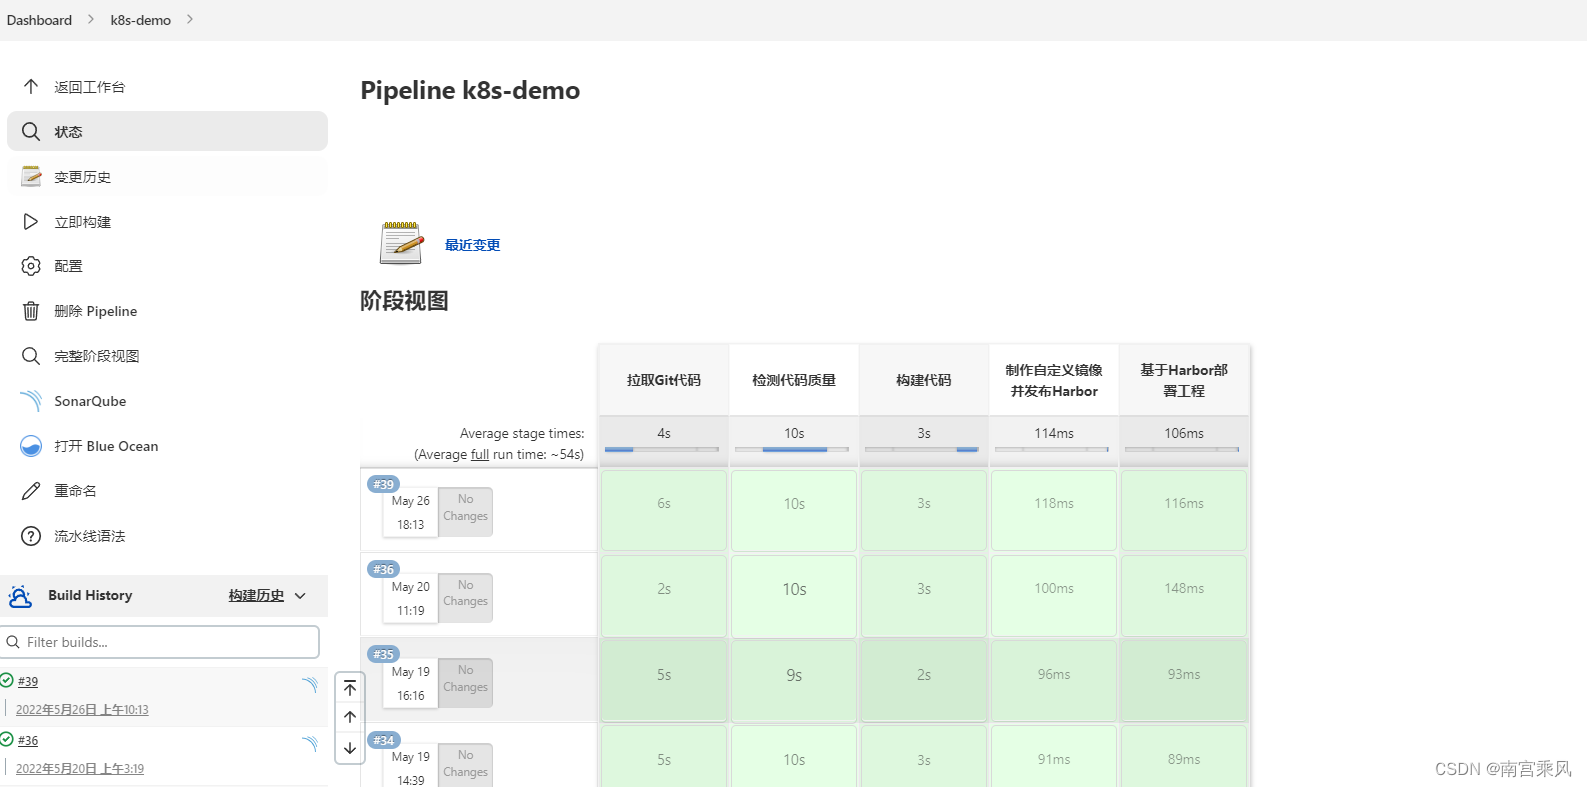 Dashboard
k8s-demo
返回工作台
状态
变更历史
立即构建
配置
删除 Pipeline
完整阶段视图
SonarQube
打开 Blue Ocean
重命名
流水线语法
Build History
构建历史
Filter builds...
#39
2022年5月26日 上午10:13
#36
2022年5月20日 上午3:19
Pipeline k8s-demo
最近变更
阶段视图
拉取Git代码
检测代码质量
构建代码
制作自定义镜像
并发布Harbor
基于Harbor部
署工程
Average stage times:
(Average full run time: ~54s)
4s
10s
3s
114ms
106ms
#39
May 26
18:13
No
Changes
6s
10s
3s
118ms
116ms
#36
May 20
11:19
No
Changes
2s
10s
3s
100ms
148ms
#35
May 19
16:16
No
Changes
5s
9s
2s
96ms
93ms
#34
May 19
14:39
No
Changes
5s
10s
3s
91ms
89ms
CSDN @南宫乘风